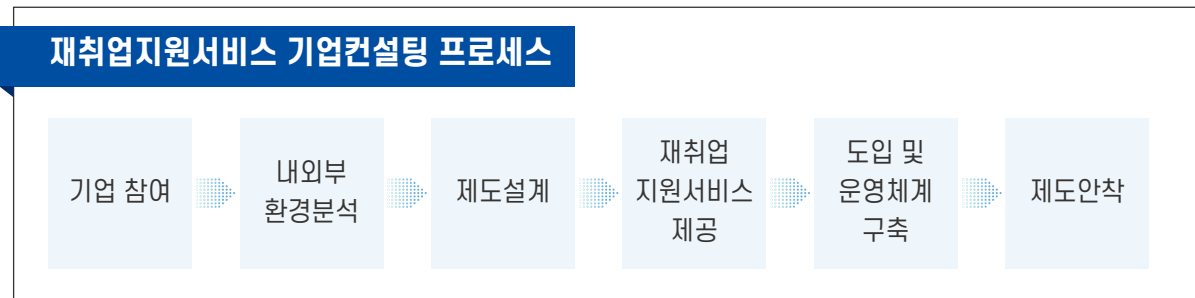 재취업지원서비스 기업컨설팅 프로세스
기업 참여
내외부
환경분석
제도설계
재취업
지원서비스
제공
도입 및
운영체계
구축
제도안착